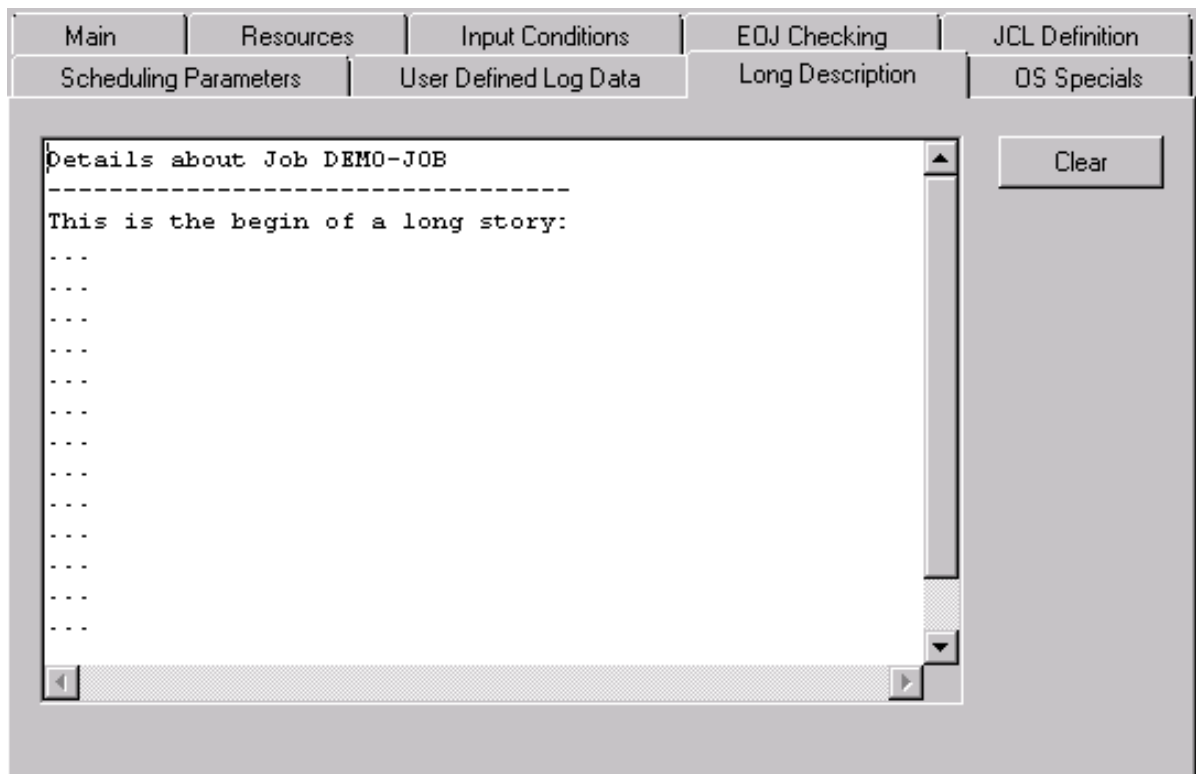 Main Resources Input Conditions EOJ Checking JCL Definition
Scheduling Parameters User Defined Log Data Long Description OS Specials
Details about Job DEMO-JOB
----------------------------------
This is the begin of a long story:
...
...
...
...
...
...
...
...
...
...
...
...
...
Clear